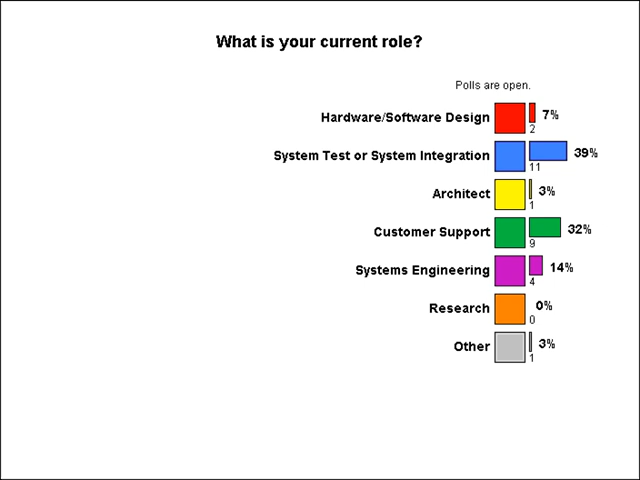 What is your current role?
Polls are open.
Hardware/Software Design 7%
2
System Test or System Integration 39%
11
Architect 3%
1
Customer Support 32%
9
Systems Engineering 14%
4
Research 0%
0
Other 3%
1